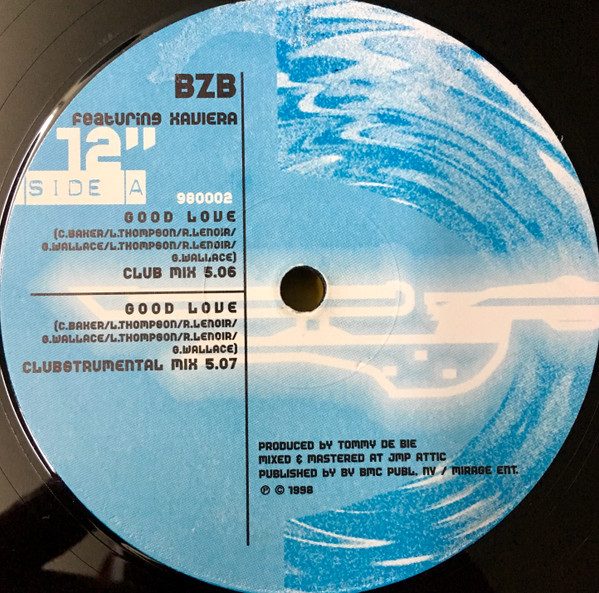 BZB
featuring XAVIERA
12"
SIDE A
980002
GOOD LOVE
(C.BAKER/L.THOMPSON/R.LENOIR/
G.WALLACE/L.THOMPSON/R.LENOIR/
G.WALLACE)
CLUB MIX 5.06
GOOD LOVE
(C.BAKER/L.THOMPSON/R.LENOIR/
G.WALLACE/L.THOMPSON/R.LENOIR/
G.WALLACE)
CLUBSTRUMENTAL MIX 5.07
PRODUCED by TOMMY DE BIE
MIXED & MASTERED AT JMP ATTIC
PUBLISHED by BY BMC PUBL. NV / MIRAGE ENT.
℗ © 1998